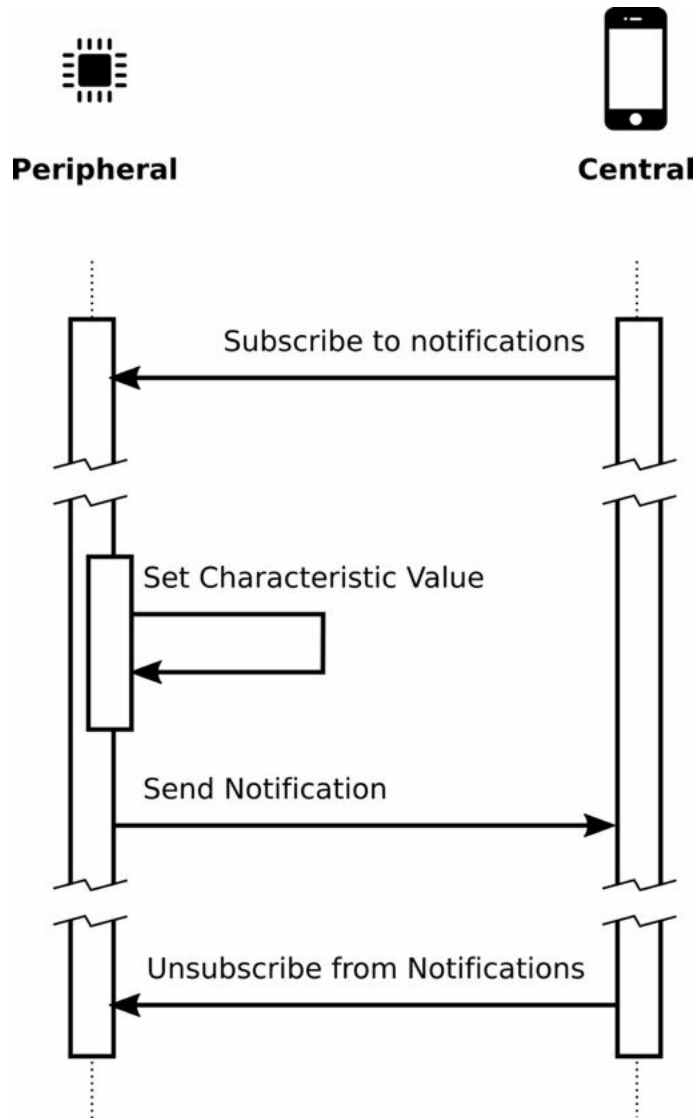 Peripheral
Central
Subscribe to notifications
Set Characteristic Value
Send Notification
Unsubscribe from Notifications